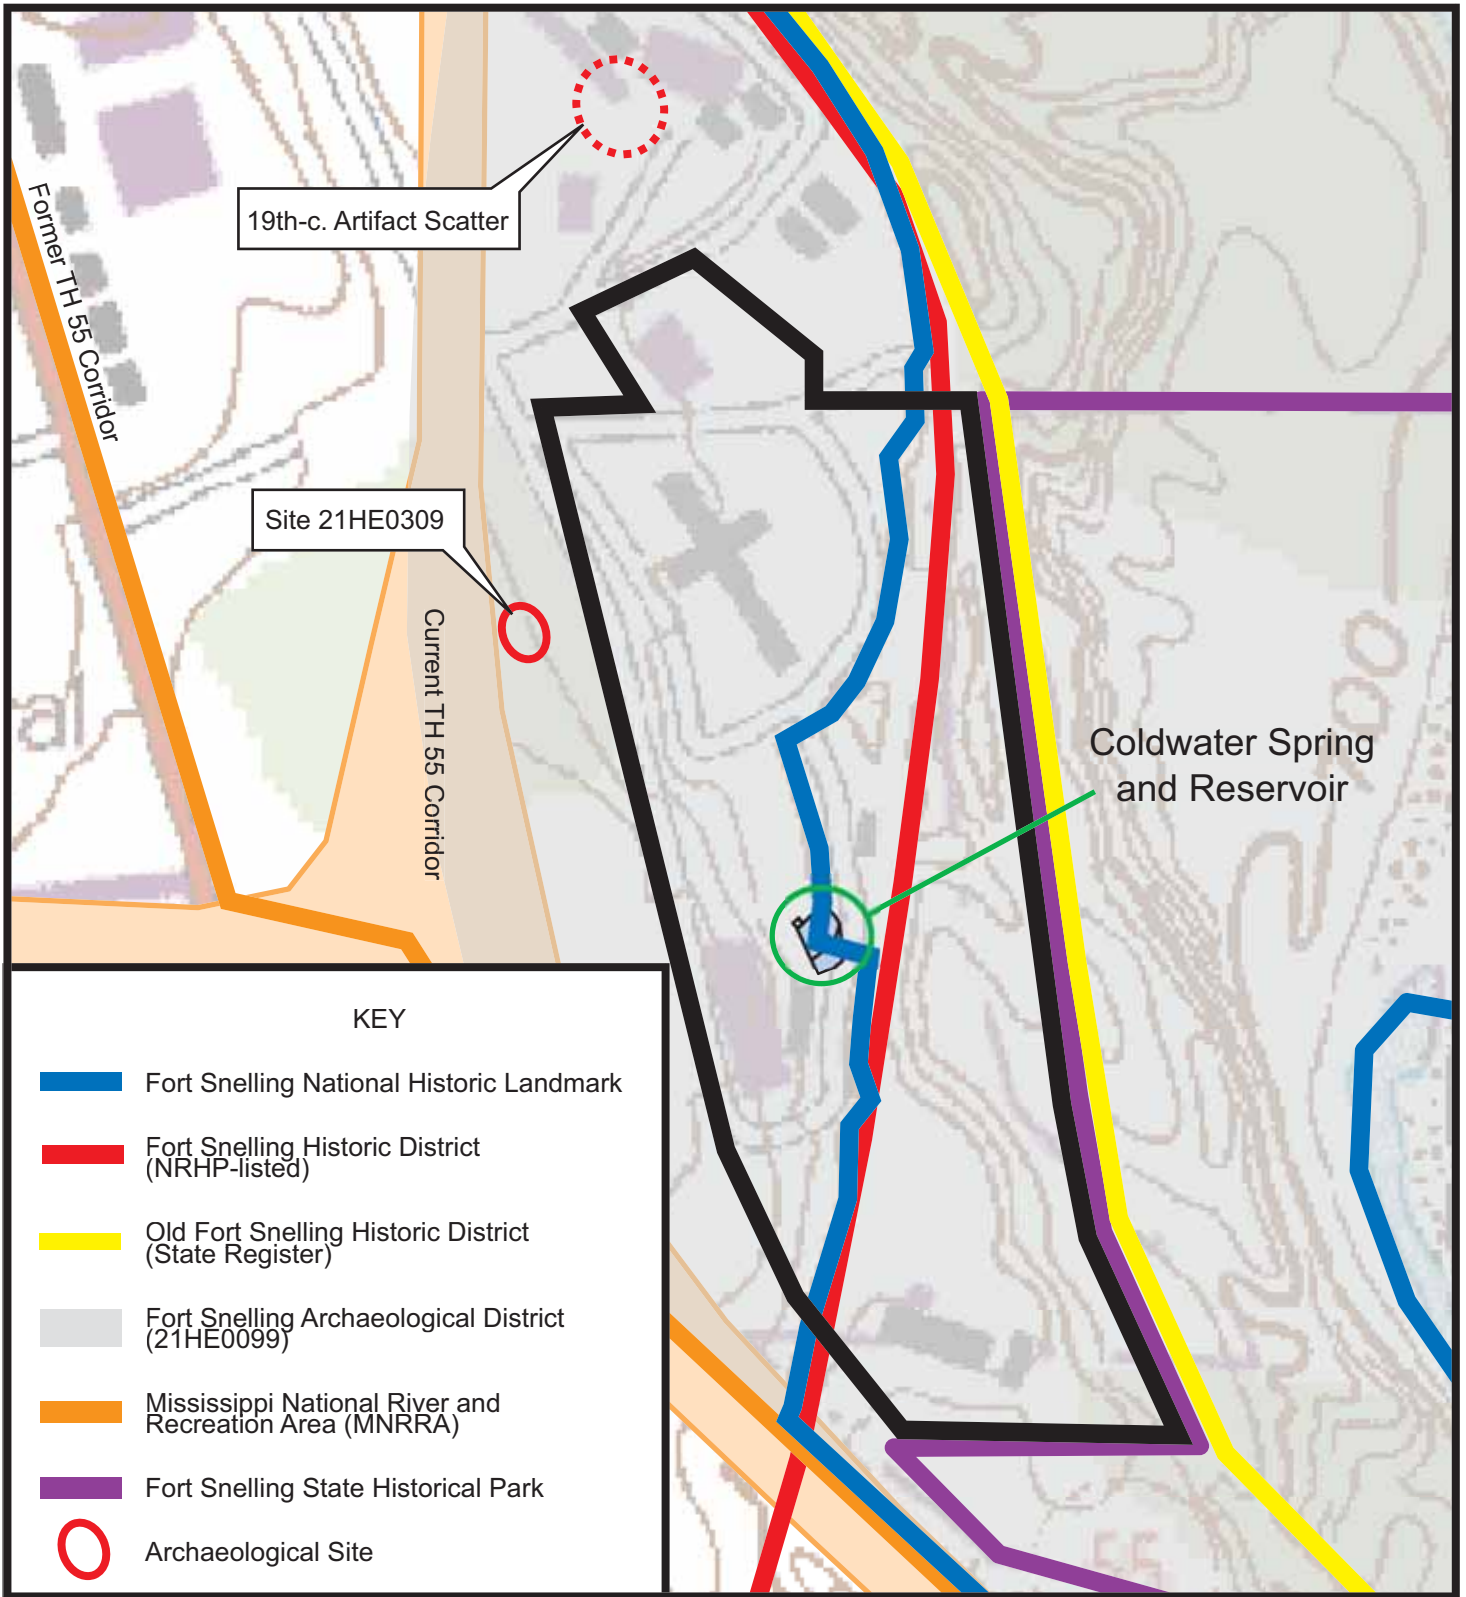 19th-c. Artifact Scatter
Former TH 55 Corridor
Site 21HE0309
Current TH 55 Corridor
Coldwater Spring
and Reservoir
al
KEY
Fort Snelling National Historic Landmark
Fort Snelling Historic District
(NRHP-listed)
Old Fort Snelling Historic District
(State Register)
Fort Snelling Archaeological District
(21HE0099)
Mississippi National River and
Recreation Area (MNRRA)
Fort Snelling State Historical Park
Archaeological Site